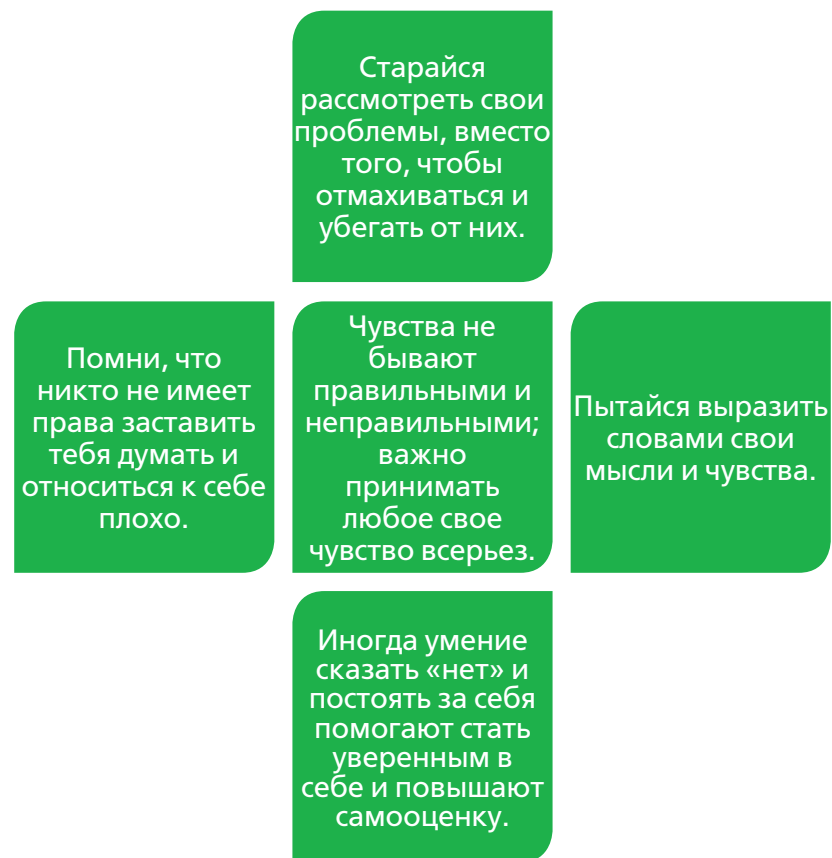 Старайся
рассмотреть свои
проблемы, вместо
того, чтобы
отмахиваться и
убегать от них.
Помни, что
никто не имеет
права заставить
тебя думать и
относиться к себе
плохо.
Чувства не
бывают
правильными и
неправильными;
важно
принимать
любое свое
чувство всерьез.
Пытайся выразить
словами свои
мысли и чувства.
Иногда умение
сказать «нет» и
постоять за себя
помогают стать
уверенным в
себе и повышают
самооценку.